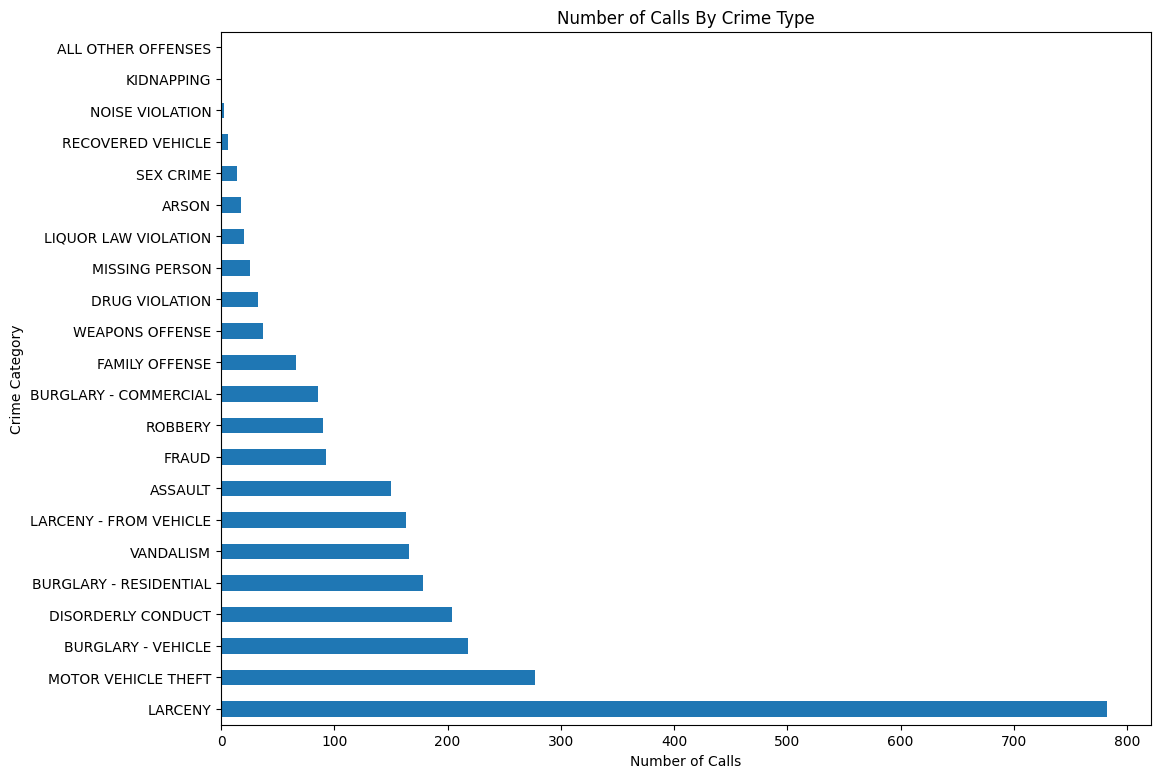 Number of Calls By Crime Type
ALL OTHER OFFENSES
KIDNAPPING
NOISE VIOLATION
RECOVERED VEHICLE
SEX CRIME
ARSON
LIQUOR LAW VIOLATION
MISSING PERSON
DRUG VIOLATION
WEAPONS OFFENSE
FAMILY OFFENSE
BURGLARY - COMMERCIAL
ROBBERY
FRAUD
ASSAULT
LARCENY - FROM VEHICLE
VANDALISM
BURGLARY - RESIDENTIAL
DISORDERLY CONDUCT
BURGLARY - VEHICLE
MOTOR VEHICLE THEFT
LARCENY
Crime Category
0 100 200 300 400 500 600 700 800
Number of Calls